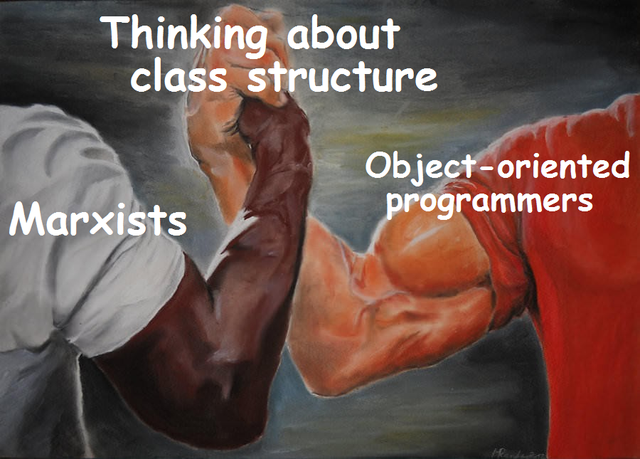 Thinking about
class structure
Object-oriented
programmers
Marxists